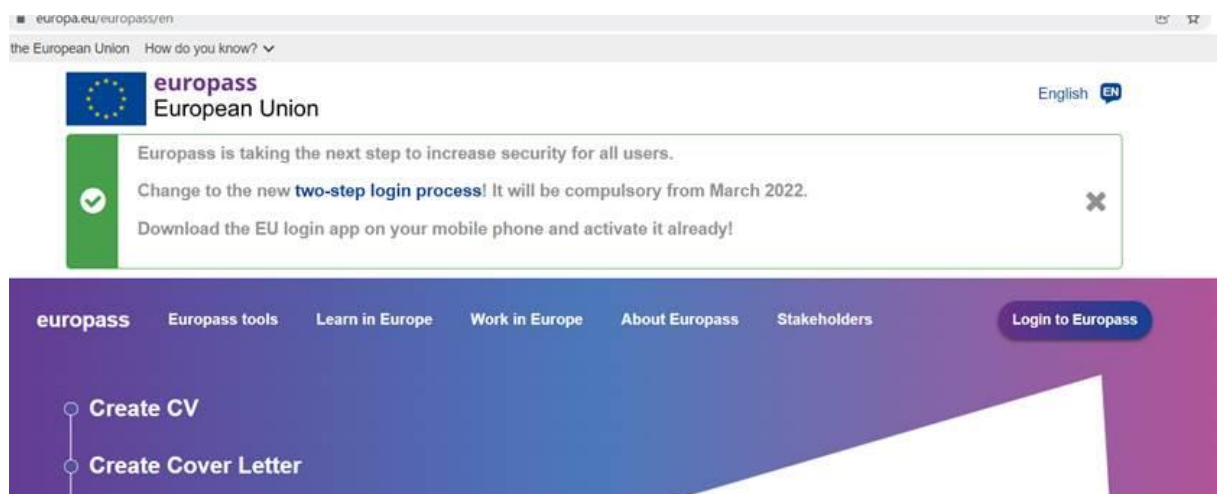 europa.eu/europass/en
the European Union How do you know?
europass
European Union
English EN
Europass is taking the next step to increase security for all users.
Change to the new two-step login process! It will be compulsory from March 2022.
Download the EU login app on your mobile phone and activate it already!
europass Europass tools Learn in Europe Work in Europe About Europass Stakeholders Login to Europass
Create CV
Create Cover Letter